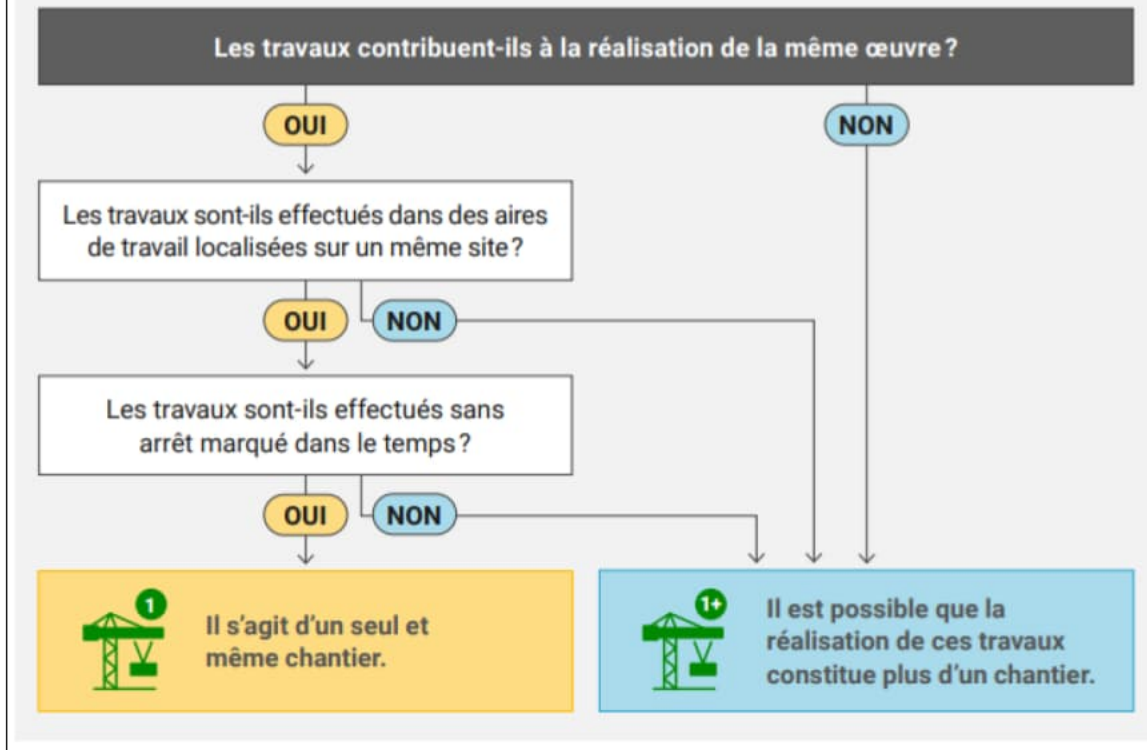 Les travaux contribuent-ils à la réalisation de la même œuvre ?
OUI
NON
Les travaux sont-ils effectués dans des aires
de travail localisées sur un même site ?
OUI
NON
Les travaux sont-ils effectués sans
arrêt marqué dans le temps ?
OUI
NON
1
Il s'agit d'un seul et
même chantier.
1+
Il est possible que la
réalisation de ces travaux
constitue plus d'un chantier.